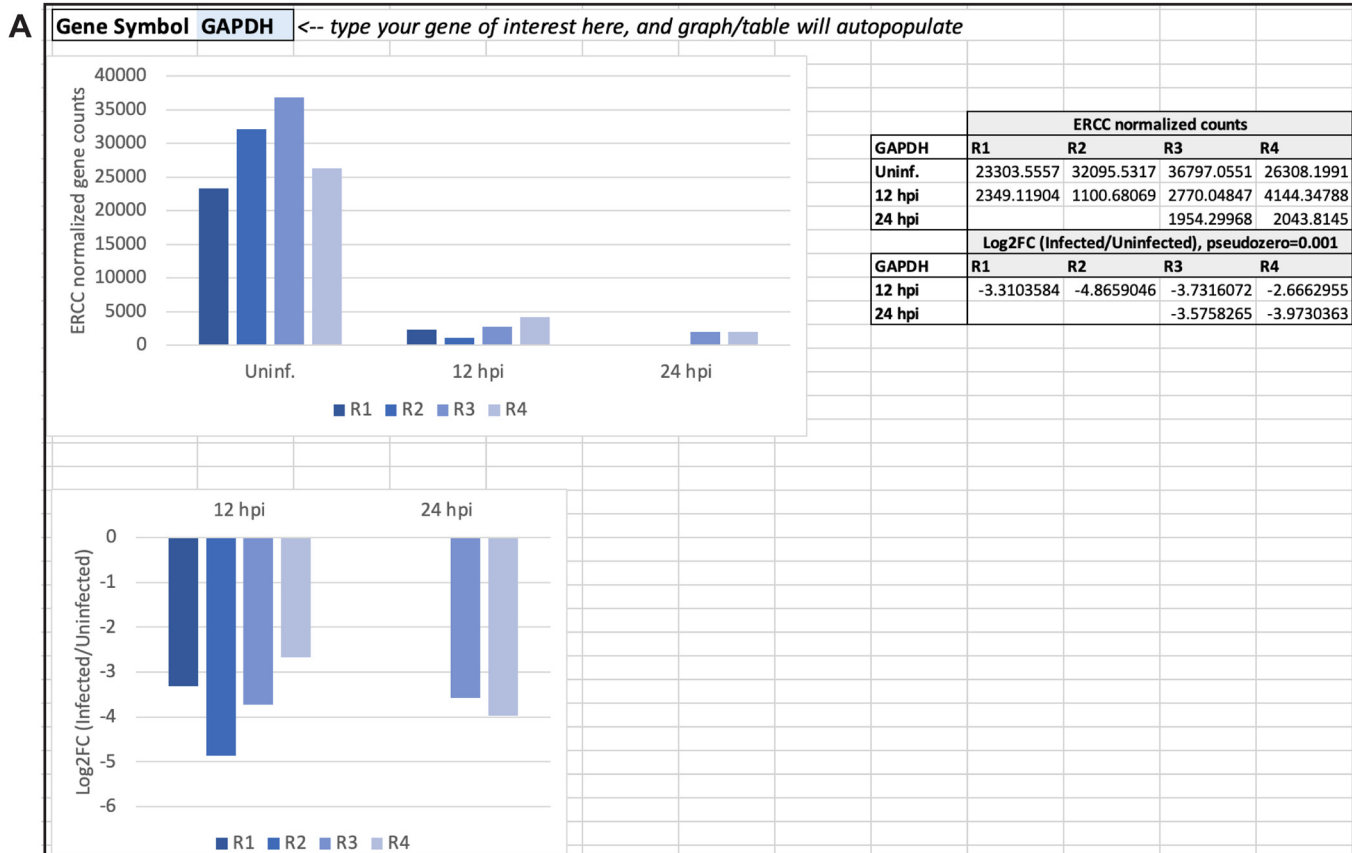 A
Gene Symbol GAPDH <-- type your gene of interest here, and graph/table will autopopulate
ERCC normalized gene counts
40000
35000
30000
25000
20000
15000
10000
5000
0
Uninf. 12 hpi 24 hpi
R1 R2 R3 R4
ERCC normalized counts
GAPDH R1 R2 R3 R4
Uninf. 23303.5557 32095.5317 36797.0551 26308.1991
12 hpi 2349.11904 1100.68069 2770.04847 4144.34788
24 hpi 1954.29968 2043.8145
Log2FC (Infected/Uninfected), pseudozero=0.001
GAPDH R1 R2 R3 R4
12 hpi -3.3103584 -4.8659046 -3.7316072 -2.6662955
24 hpi -3.5758265 -3.9730363
12 hpi 24 hpi
Log2FC (Infected/Uninfected)
0
-1
-2
-3
-4
-5
-6
R1 R2 R3 R4